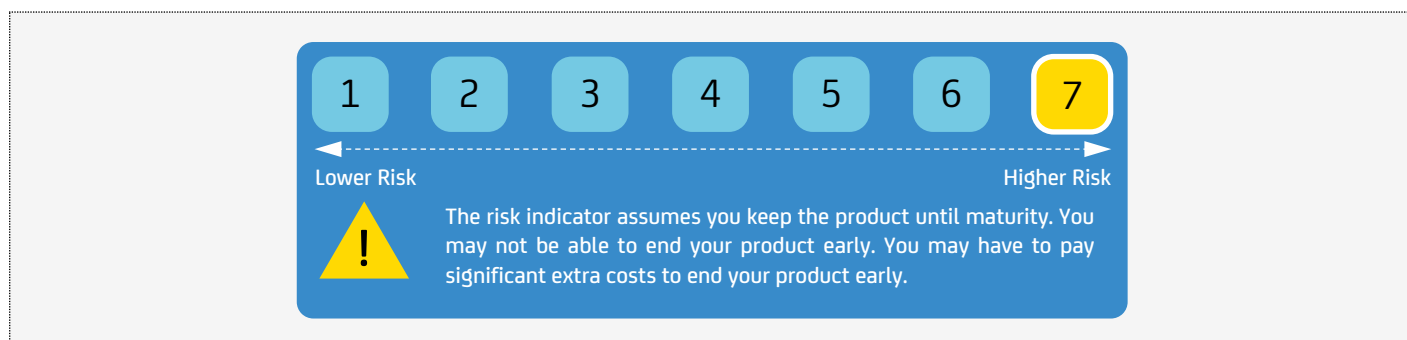 1 2 3 4 5 6 7
Lower Risk Higher Risk
!
The risk indicator assumes you keep the product until maturity. You
may not be able to end your product early. You may have to pay
significant extra costs to end your product early.